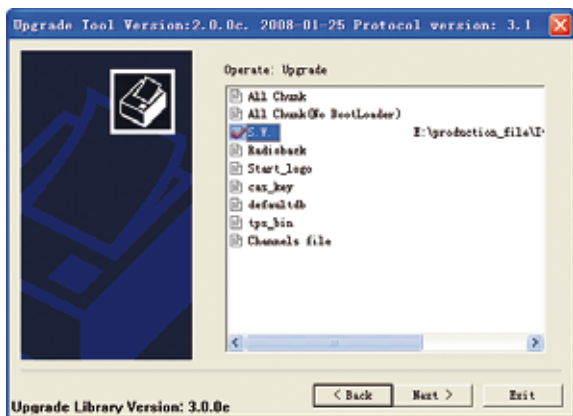 Upgrade Tool Version:2.0.0c. 2008-01-25 Protocol version: 3.1
Operate: Upgrade
All Chunk
All Chunk(No BootLoader)
S.W. E:\production_file\I
Radioback
Start_logo
cas_key
defaultdb
tpx_bin
Channels file
< Back Next > Exit
Upgrade Library Version: 3.0.0c